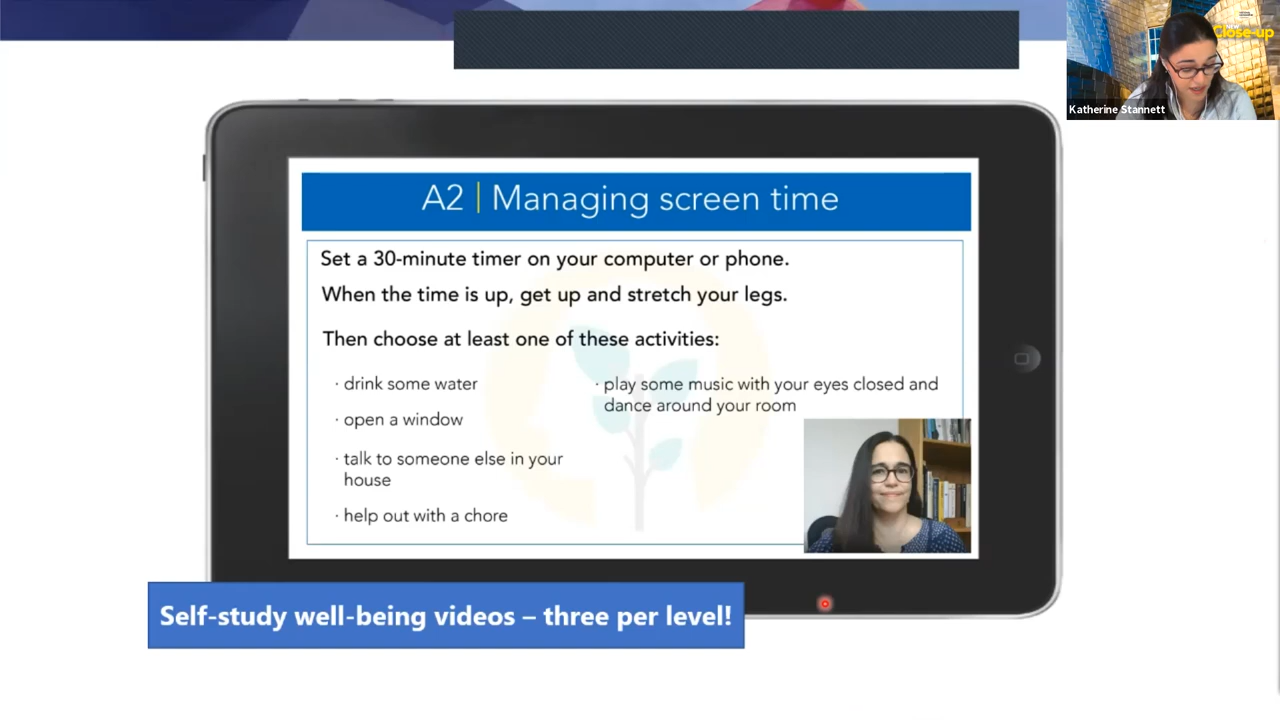 Close-up
Katherine Stannett
A2 | Managing screen time
Set a 30-minute timer on your computer or phone.
When the time is up, get up and stretch your legs.
Then choose at least one of these activities:
· drink some water
· open a window
· talk to someone else in your
house
· help out with a chore
· play some music with your eyes closed and
dance around your room
Self-study well-being videos – three per level!